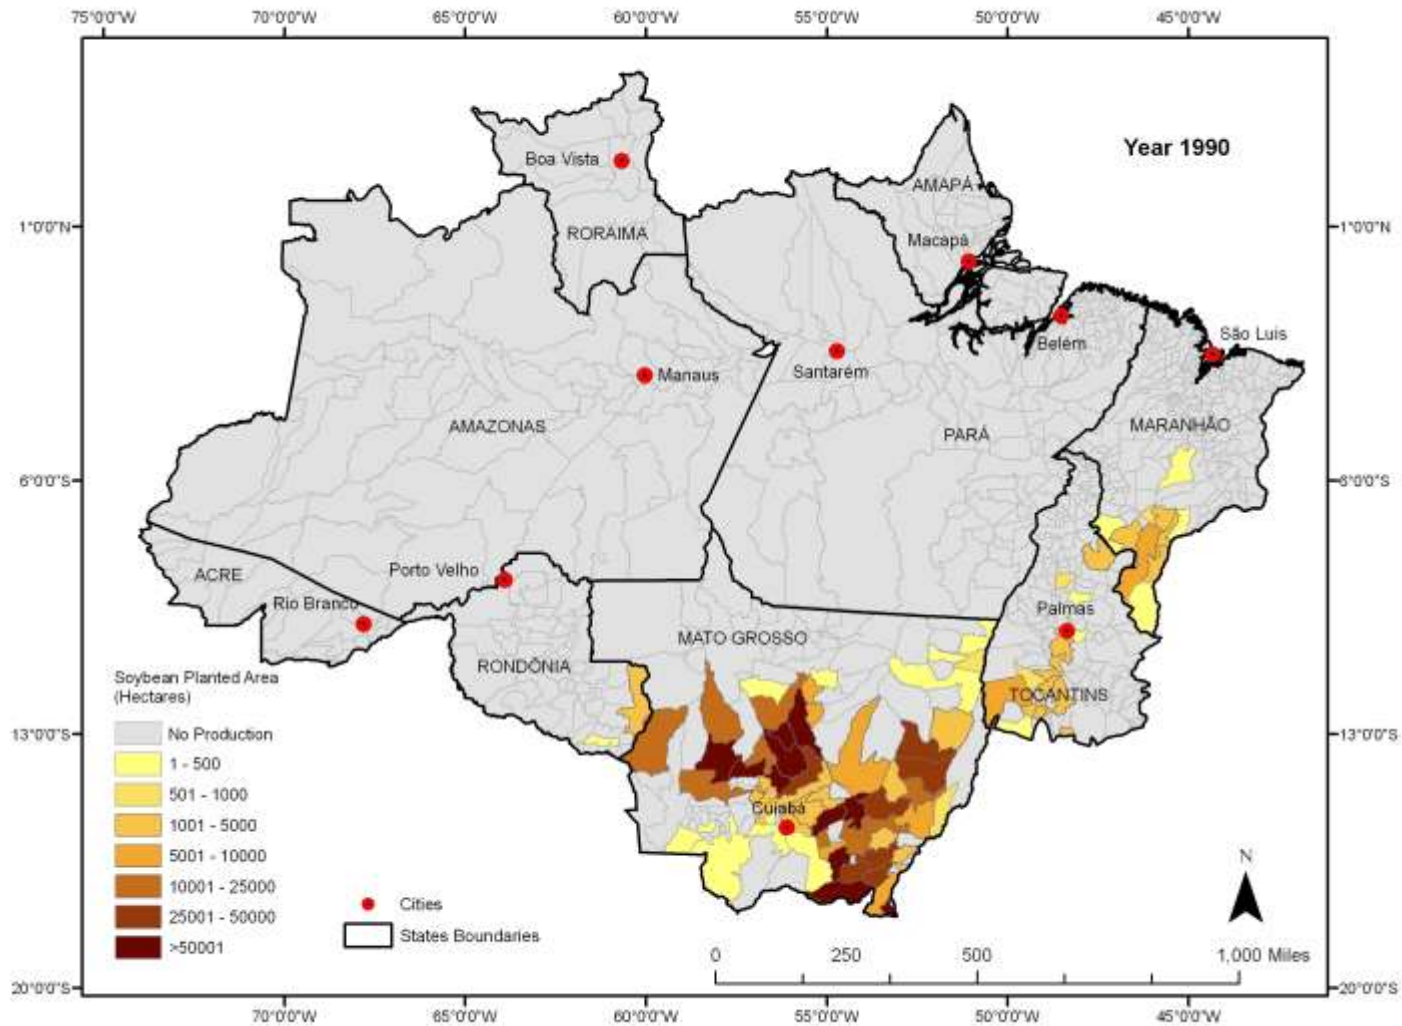 75°0'0"W 70°0'0"W 65°0'0"W 60°0'0"W 55°0'0"W 50°0'0"W 45°0'0"W
Year 1990
Boa Vista
AMAPÁ
1°0'0"N 1°0'0"N
RORAIMA
Macapá
São Luis
Belém
Santarém
Manaus
AMAZONAS
PARÁ
MARANHÃO
6°0'0"S 6°0'0"S
Porto Velho
ACRE
Rio Branco
Palmas
MATO GROSSO
RONDÔNIA
TOCANTINS
Soybean Planted Area
(Hectares)
No Production
13°0'0"S 13°0'0"S
1 - 500
501 - 1000
Cuiabá
1001 - 5000
5001 - 10000
10001 - 25000
25001 - 50000
>50001
Cities
States Boundaries
N
0 250 500 1,000 Miles
20°0'0"S 20°0'0"S
70°0'0"W 65°0'0"W 60°0'0"W 55°0'0"W 50°0'0"W 45°0'0"W